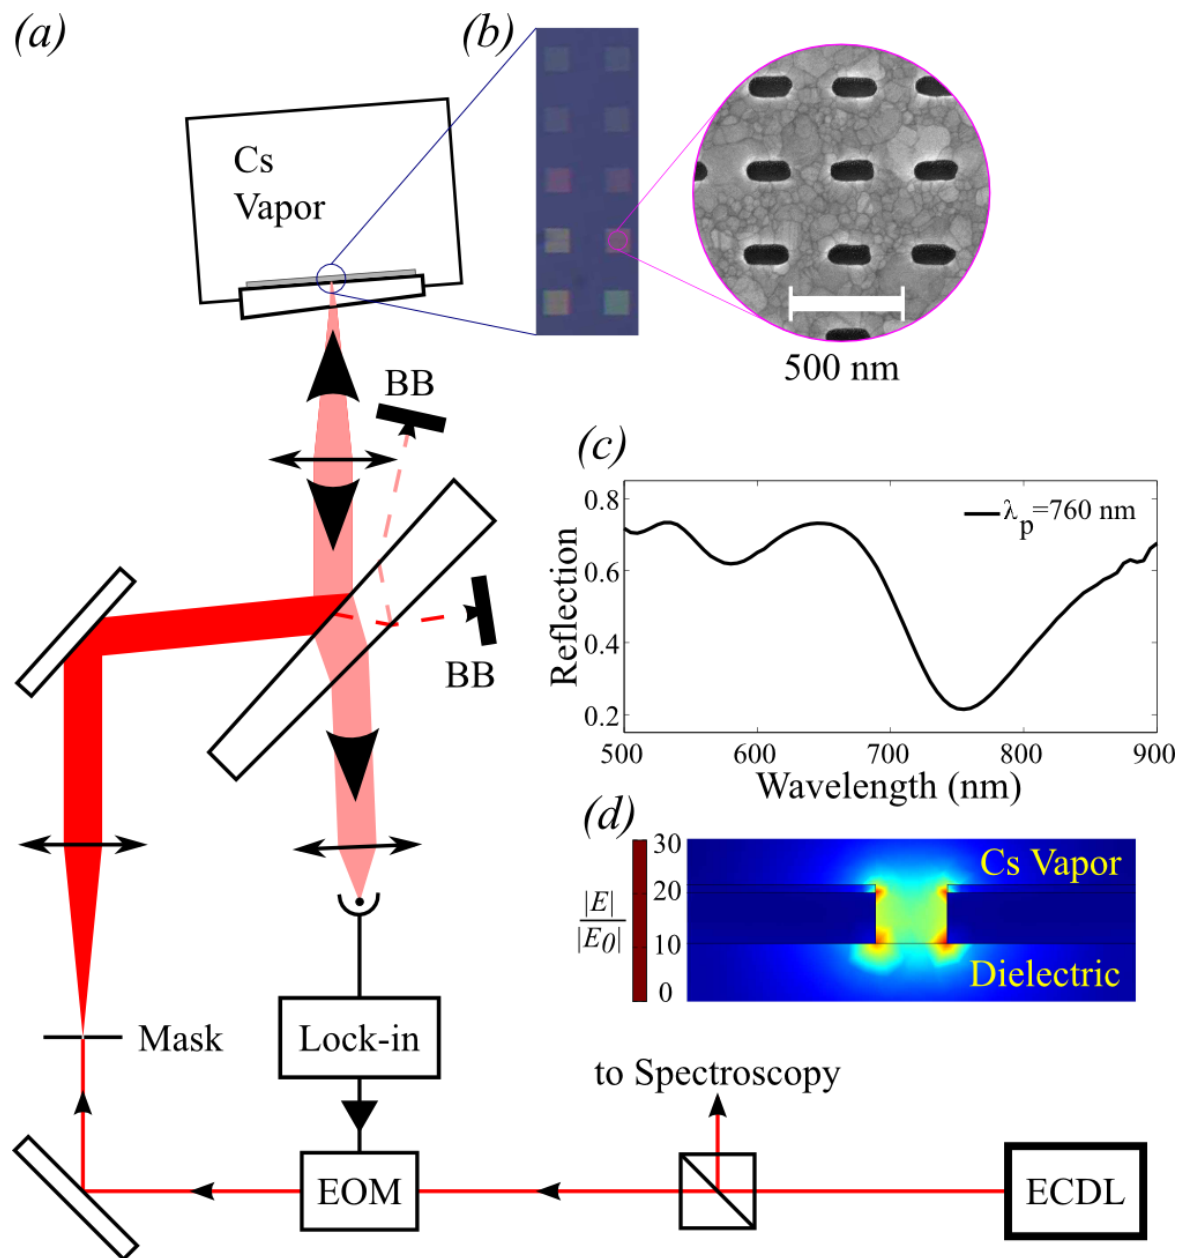 (a)
Cs
Vapor
(b)
500 nm
BB
BB
(c)
0.8
0.6
0.4
0.2
Reflection
λp=760 nm
500
600
700
800
900
Wavelength (nm)
(d)
30
20
10
0
|E|
|E0|
Cs Vapor
Dielectric
Mask
Lock-in
EOM
to Spectroscopy
ECDL